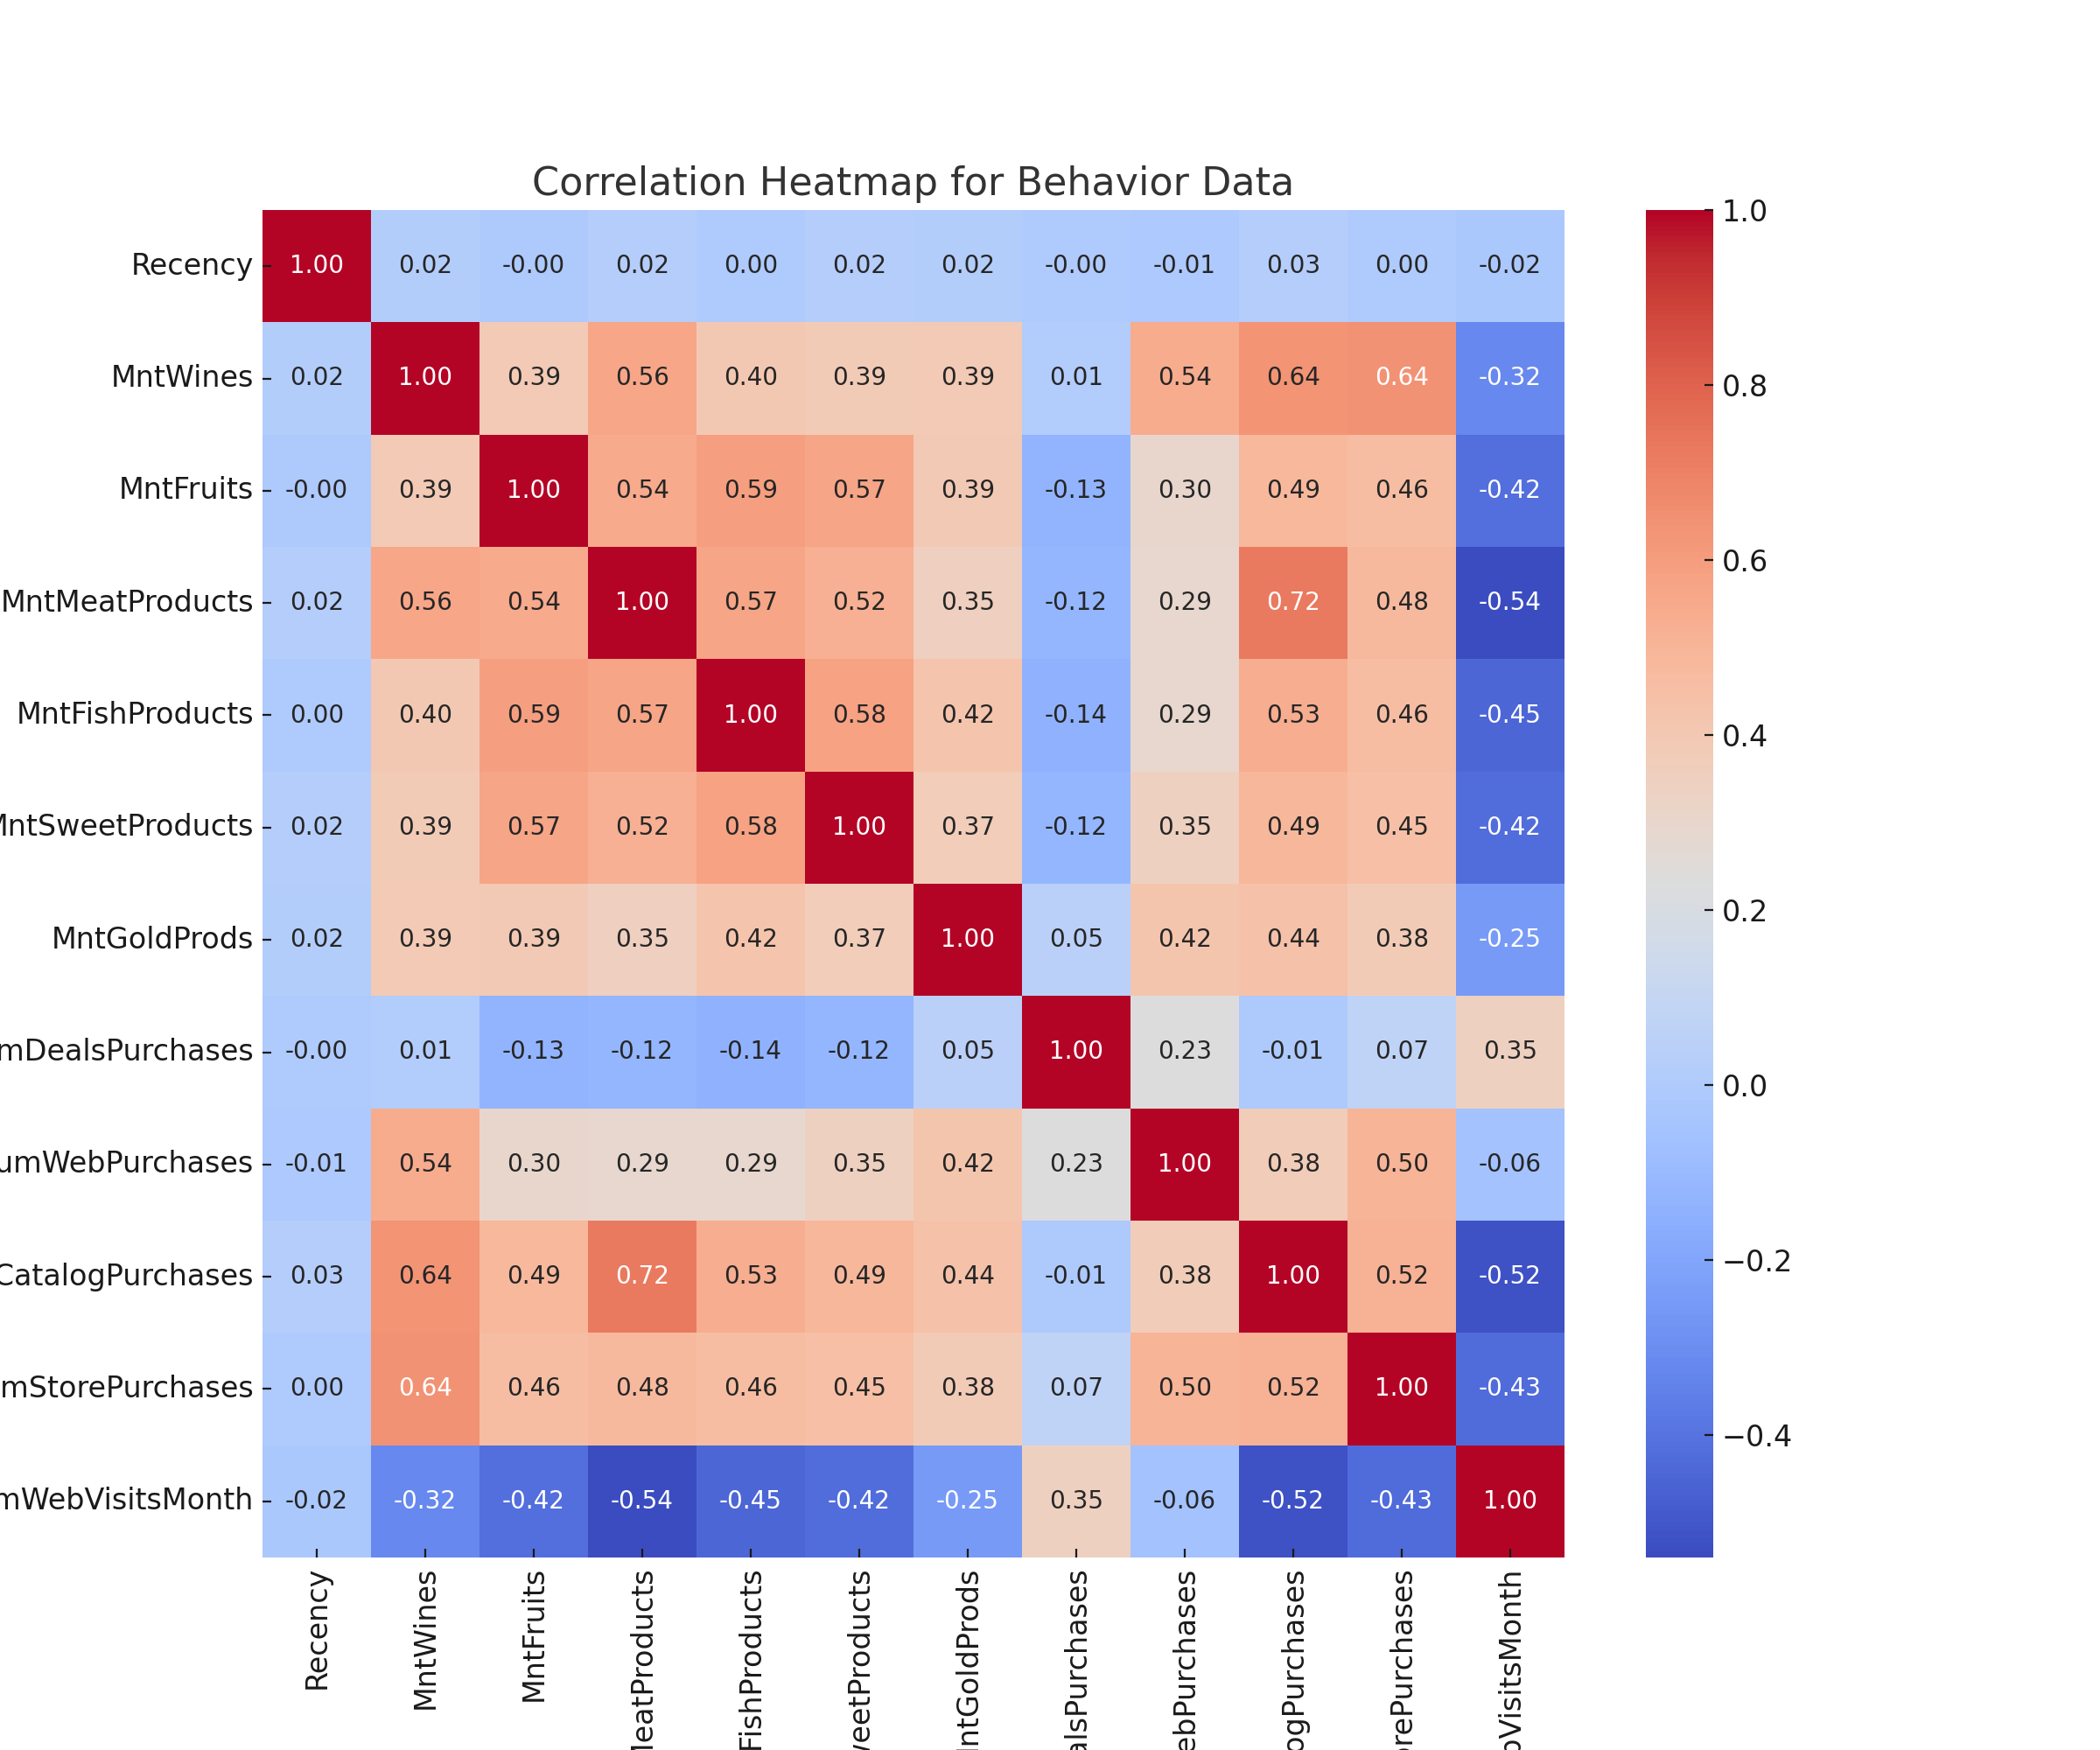 Correlation Heatmap for Behavior Data
Recency 1.00 0.02 -0.00 0.02 0.00 0.02 0.02 -0.00 -0.01 0.03 0.00 -0.02
MntWines 0.02 1.00 0.39 0.56 0.40 0.39 0.39 0.01 0.54 0.64 0.64 -0.32
MntFruits -0.00 0.39 1.00 0.54 0.59 0.57 0.39 -0.13 0.30 0.49 0.46 -0.42
MntMeatProducts 0.02 0.56 0.54 1.00 0.57 0.52 0.35 -0.12 0.29 0.72 0.48 -0.54
MntFishProducts 0.00 0.40 0.59 0.57 1.00 0.58 0.42 -0.14 0.29 0.53 0.46 -0.45
MntSweetProducts 0.02 0.39 0.57 0.52 0.58 1.00 0.37 -0.12 0.35 0.49 0.45 -0.42
MntGoldProds 0.02 0.39 0.39 0.35 0.42 0.37 1.00 0.05 0.42 0.44 0.38 -0.25
mDealsPurchases -0.00 0.01 -0.13 -0.12 -0.14 -0.12 0.05 1.00 0.23 -0.01 0.07 0.35
umWebPurchases -0.01 0.54 0.30 0.29 0.29 0.35 0.42 0.23 1.00 0.38 0.50 -0.06
CatalogPurchases 0.03 0.64 0.49 0.72 0.53 0.49 0.44 -0.01 0.38 1.00 0.52 -0.52
mStorePurchases 0.00 0.64 0.46 0.48 0.46 0.45 0.38 0.07 0.50 0.52 1.00 -0.43
mWebVisitsMonth -0.02 -0.32 -0.42 -0.54 -0.45 -0.42 -0.25 0.35 -0.06 -0.52 -0.43 1.00
Recency
MntWines
MntFruits
MeatProducts
FishProducts
weetProducts
IntGoldProds
alsPurchases
ebPurchases
ogPurchases
orePurchases
bVisitsMonth
1.0
0.8
0.6
0.4
0.2
0.0
−0.2
−0.4